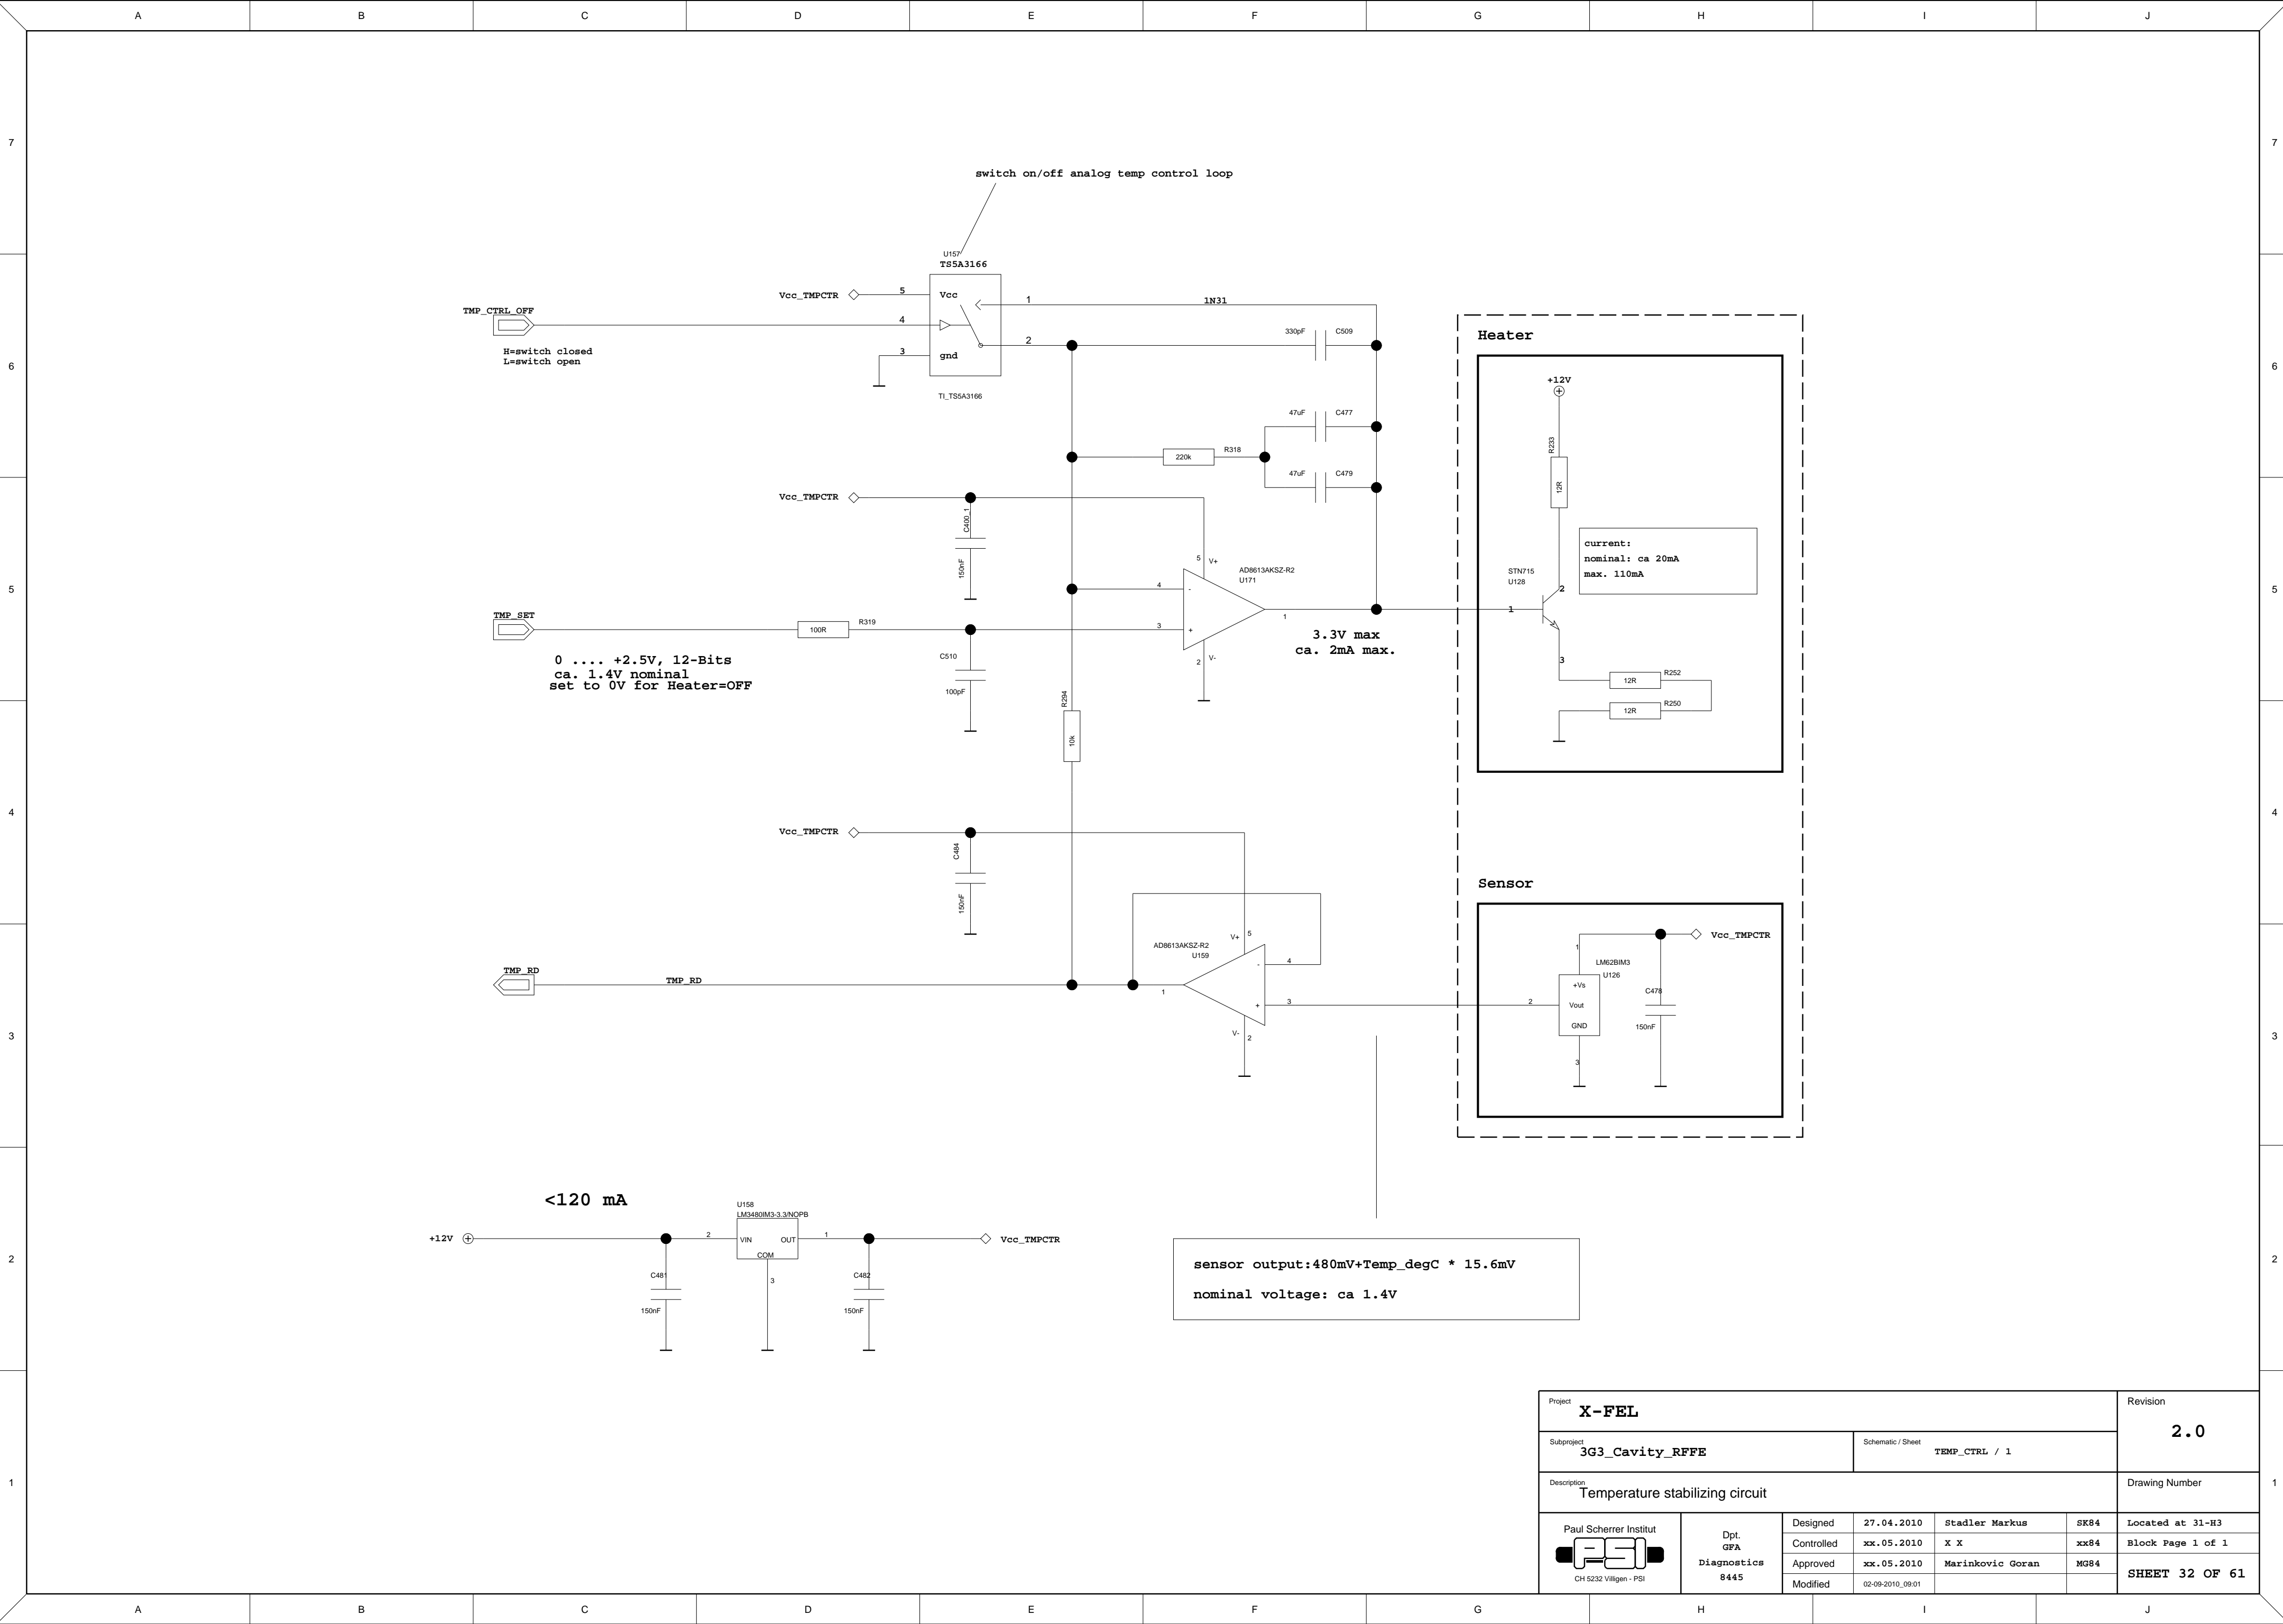 A B C D E F G H I J
7 7
switch on/off analog temp control loop
U157
TS5A3166
Vcc_TMPCTR 5 Vcc 1 1N31
TMP_CTRL_OFF 4
H=switch closed
L=switch open
3 gnd 2
TI_TS5A3166
330pF C509
6 6
47uF C477
220k R318
47uF C479
Vcc_TMPCTR
C400_1
150nF
5 V+
AD8613AKSZ-R2
U171
4 -
3 +
1
2 V-
5 5
TMP_SET
100R R319
0 .... +2.5V, 12-Bits
ca. 1.4V nominal
set to 0V for Heater=OFF
C510
100pF
3.3V max
ca. 2mA max.
R294
10k
Heater
+12V
R233
12R
current:
nominal: ca 20mA
max. 110mA
STN715
U128
1
2
3
12R R252
12R R250
4 4
Vcc_TMPCTR
C484
150nF
AD8613AKSZ-R2
U159
V+ 5
- 4
+ 3
1
V- 2
TMP_RD
TMP_RD
Sensor
Vcc_TMPCTR
1
LM62BIM3
U126
+Vs
2 Vout
GND
3
C478
150nF
3 3
<120 mA
U158
LM3480IM3-3.3/NOPB
+12V 2 VIN OUT 1 Vcc_TMPCTR
COM
3
C481
150nF
C482
150nF
2 2
sensor output:480mV+Temp_degC * 15.6mV
nominal voltage: ca 1.4V
1 1
Project X-FEL
Revision
2.0
Subproject 3G3_Cavity_RFFE
Schematic / Sheet TEMP_CTRL / 1
Description Temperature stabilizing circuit
Drawing Number
Paul Scherrer Institut
PSI
CH 5232 Villigen - PSI
Dpt.
GFA
Diagnostics
8445
Designed 27.04.2010 Stadler Markus SK84
Controlled xx.05.2010 X X xx84
Approved xx.05.2010 Marinkovic Goran MG84
Modified 02-09-2010_09:01
Located at 31-H3
Block Page 1 of 1
SHEET 32 OF 61
A B C D E F G H I J